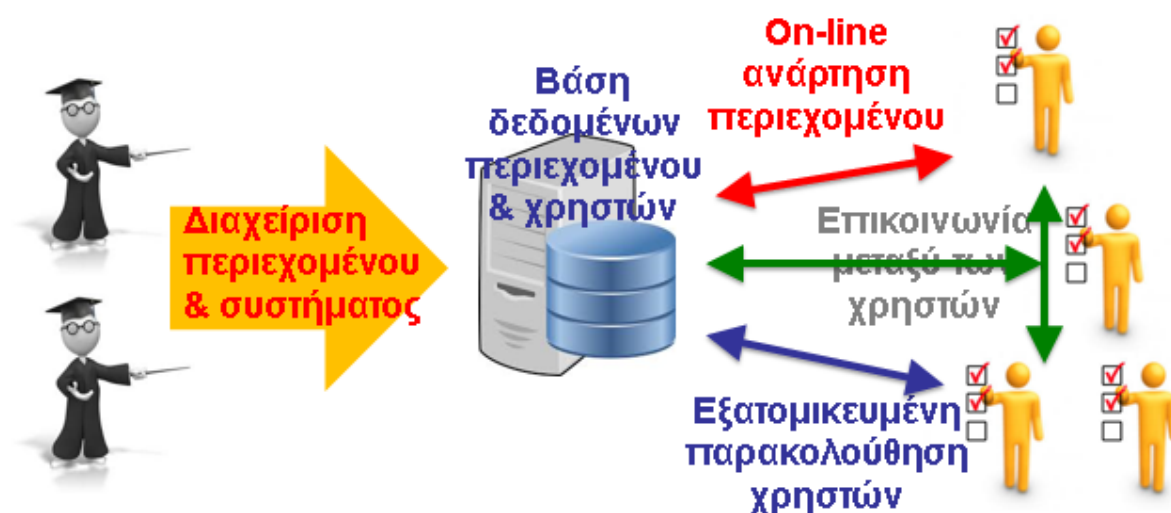 Διαχείριση
περιεχομένου
& συστήματος
Βάση
δεδομένων
περιεχομένου
& χρηστών
On-line
ανάρτηση
περιεχομένου
Επικοινωνία
μεταξύ των
χρηστών
Εξατομικευμένη
παρακολούθηση
χρηστών